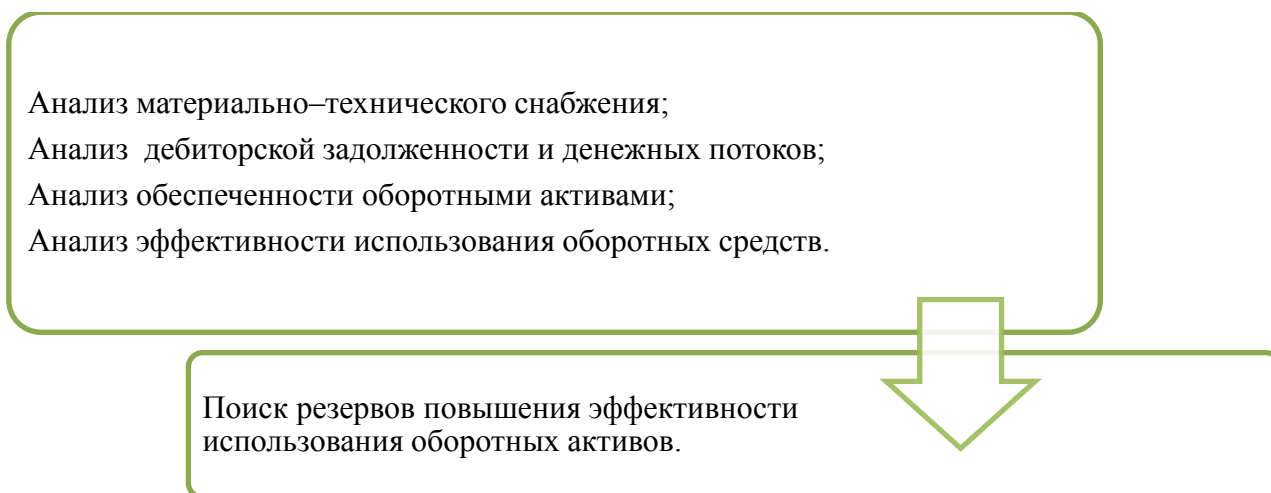 Анализ материально–технического снабжения;
Анализ  дебиторской задолженности и денежных потоков;
Анализ обеспеченности оборотными активами;
Анализ эффективности использования оборотных средств.
Поиск резервов повышения эффективности
использования оборотных активов.